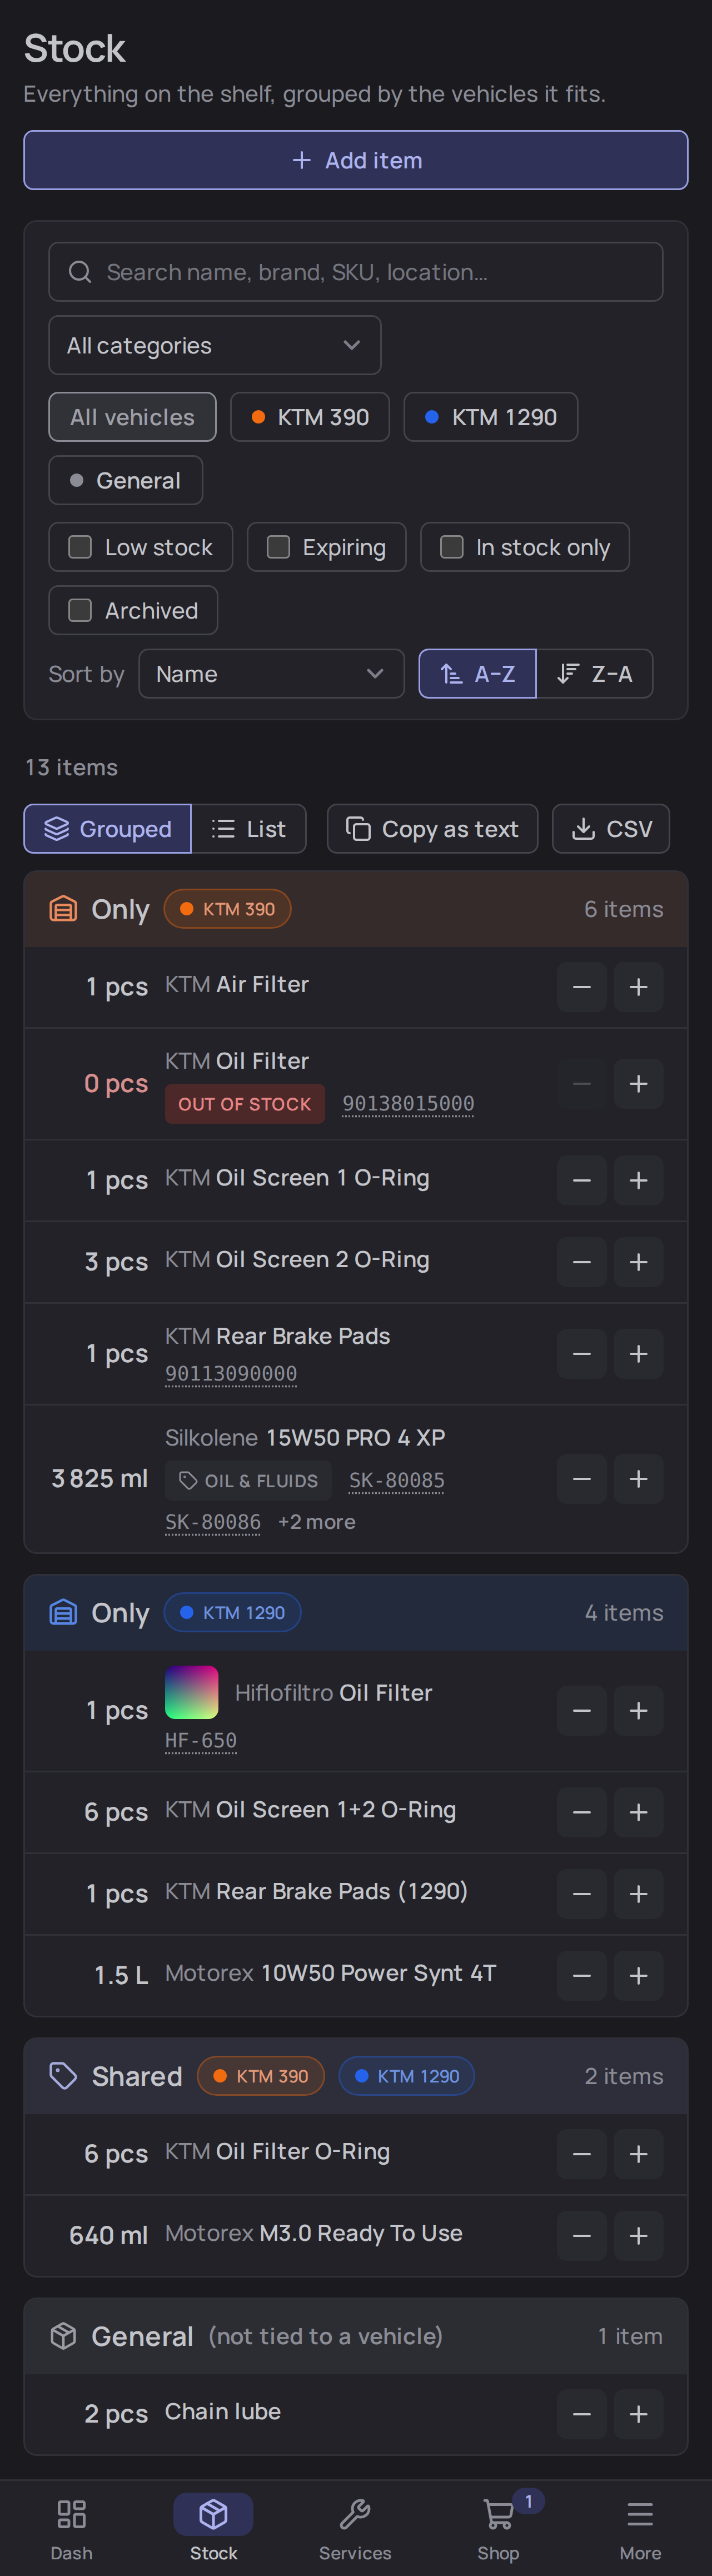 Stock
Everything on the shelf, grouped by the vehicles it fits.
Add item
Search name, brand, SKU, location…
All categories
All vehicles KTM 390 KTM 1290
General
Low stock Expiring In stock only
Archived
Sort by Name A–Z Z–A
13 items
Grouped List Copy as text CSV
Only KTM 390 6 items
1 pcs KTM Air Filter
KTM Oil Filter
0 pcs OUT OF STOCK 90138015000
1 pcs KTM Oil Screen 1 O-Ring
3 pcs KTM Oil Screen 2 O-Ring
1 pcs KTM Rear Brake Pads
90113090000
Silkolene 15W50 PRO 4 XP
3 825 ml OIL & FLUIDS SK-80085
SK-80086 +2 more
Only KTM 1290 4 items
1 pcs Hiflofiltro Oil Filter
HF-650
6 pcs KTM Oil Screen 1+2 O-Ring
1 pcs KTM Rear Brake Pads (1290)
1.5 L Motorex 10W50 Power Synt 4T
Shared KTM 390 KTM 1290 2 items
6 pcs KTM Oil Filter O-Ring
640 ml Motorex M3.0 Ready To Use
General (not tied to a vehicle) 1 item
2 pcs Chain lube
1
Dash Stock Services Shop More